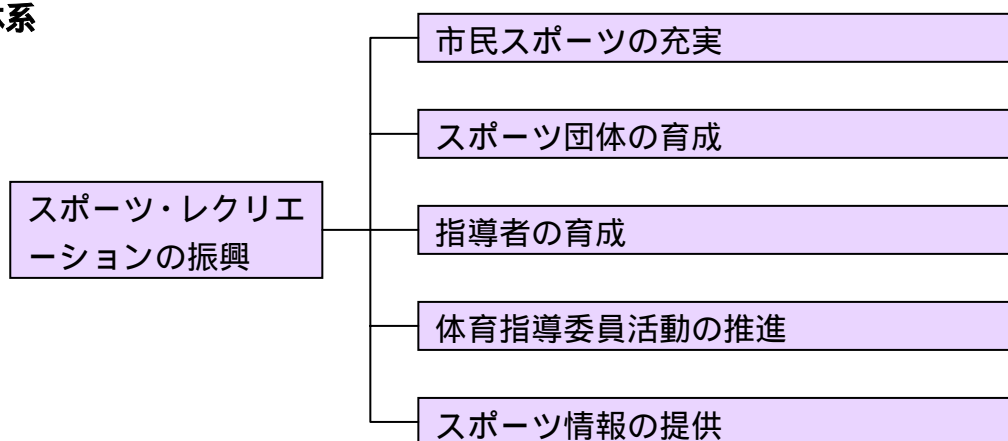 体系
市民スポーツの充実
スポーツ団体の育成
スポーツ・レクリエ
ーションの振興
指導者の育成
体育指導委員活動の推進
スポーツ情報の提供